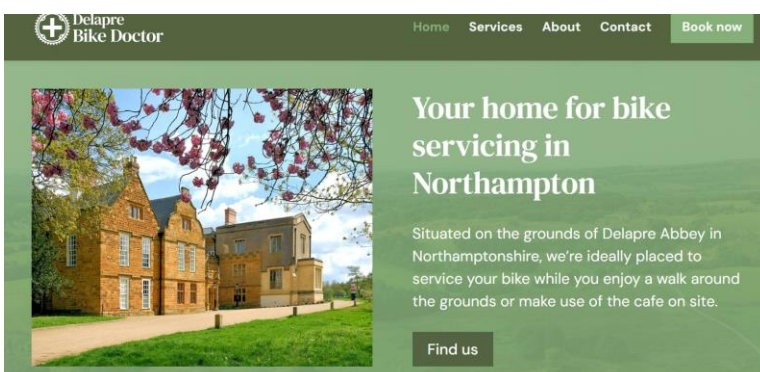 Delapre
Bike Doctor
Home Services About Contact Book now
Your home for bike
servicing in
Northampton
Situated on the grounds of Delapre Abbey in
Northamptonshire, we're ideally placed to
service your bike while you enjoy a walk around
the grounds or make use of the cafe on site.
Find us